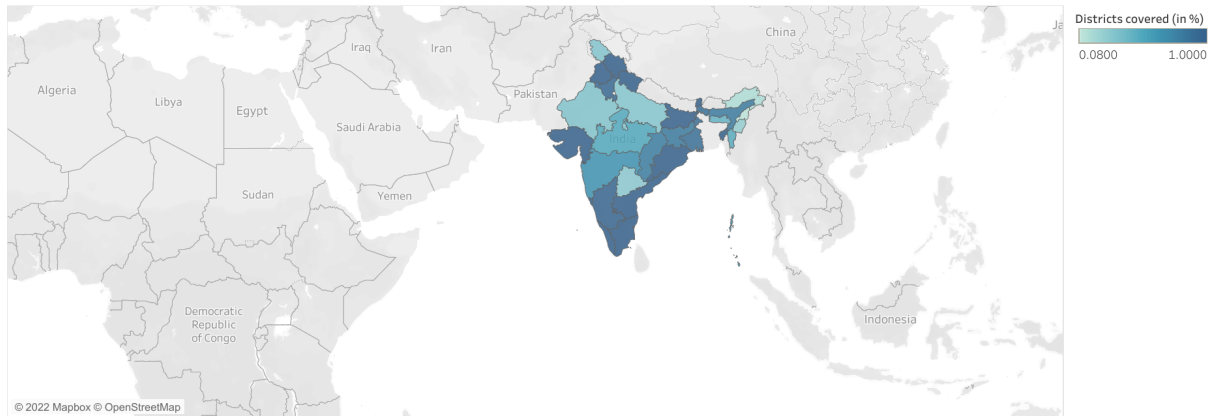 Districts covered (in %)
0.0800 1.0000
China
Iraq
Iran
Algeria
Pakistan
Libya
Egypt
Saudi Arabia
India
Sudan
Yemen
Democratic
Republic
of Congo
Indonesia
© 2022 Mapbox © OpenStreetMap